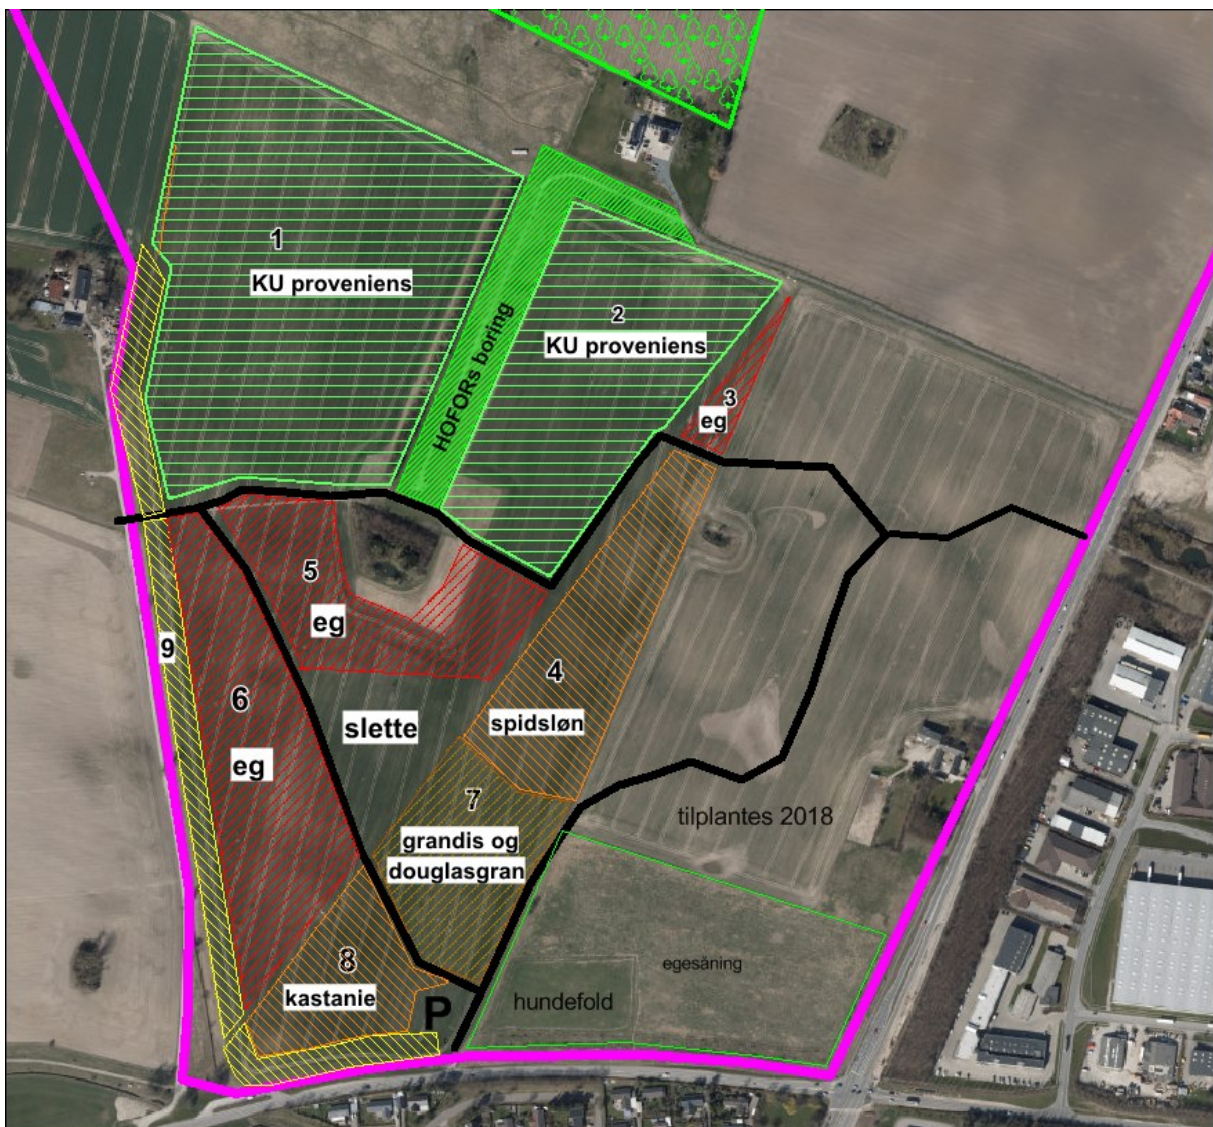 1
KU proveniens
HOFORs boring
2
KU proveniens
3
eg
5
eg
9
6
eg
4
spidsløn
slette
7
grandis og
douglasgran
tilplantes 2018
8
kastanie
P
egesäning
hundefold